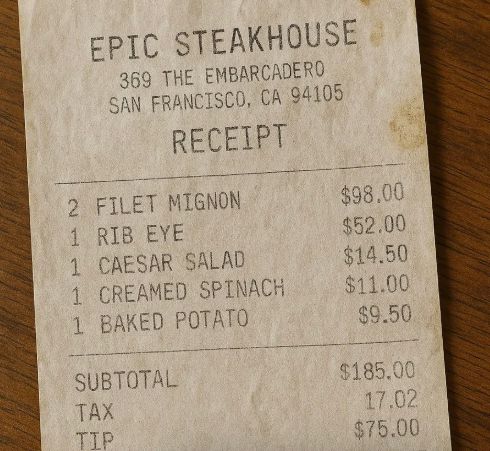 EPIC STEAKHOUSE
369 THE EMBARCADERO
SAN FRANCISCO, CA 94105
RECEIPT
2 FILET MIGNON $98.00
1 RIB EYE $52.00
1 CAESAR SALAD $14.50
1 CREAMED SPINACH $11.00
1 BAKED POTATO $9.50
SUBTOTAL $185.00
TAX 17.02
TIP $75.00